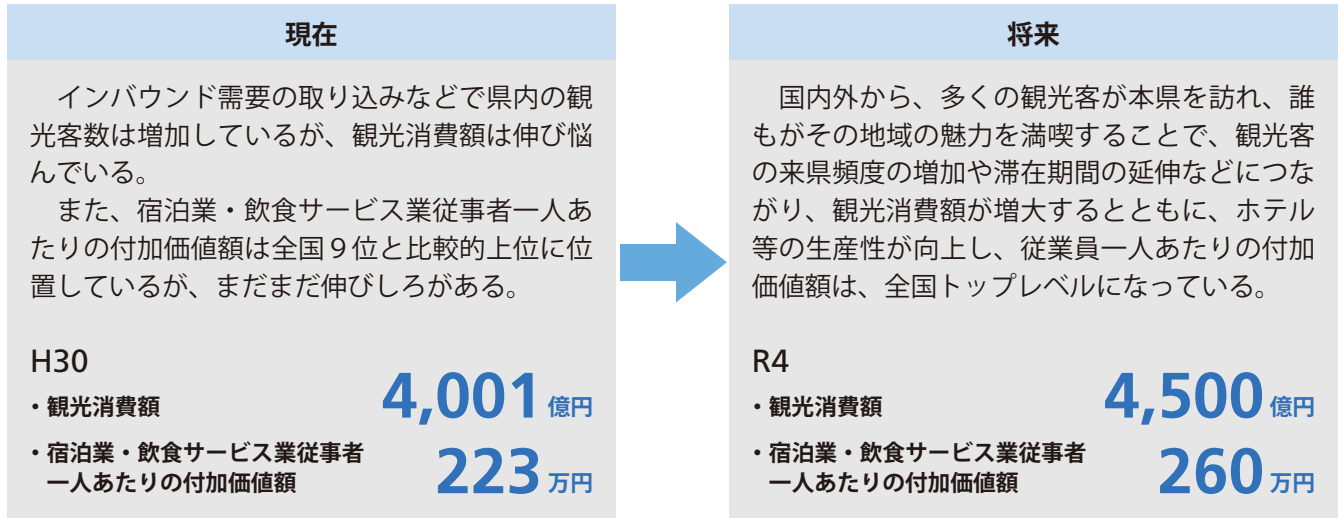 現在
　インバウンド需要の取り込みなどで県内の観
光客数は増加しているが、観光消費額は伸び悩
んでいる。
　また、宿泊業・飲食サービス業従事者一人あ
たりの付加価値額は全国９位と比較的上位に位
置しているが、まだまだ伸びしろがある。
H30
・観光消費額 4,001億円
・宿泊業・飲食サービス業従事者
一人あたりの付加価値額 223万円
将来
　国内外から、多くの観光客が本県を訪れ、誰
もがその地域の魅力を満喫することで、観光客
の来県頻度の増加や滞在期間の延伸などにつな
がり、観光消費額が増大するとともに、ホテル
等の生産性が向上し、従業員一人あたりの付加
価値額は、全国トップレベルになっている。
R4
・観光消費額 4,500億円
・宿泊業・飲食サービス業従事者
一人あたりの付加価値額 260万円